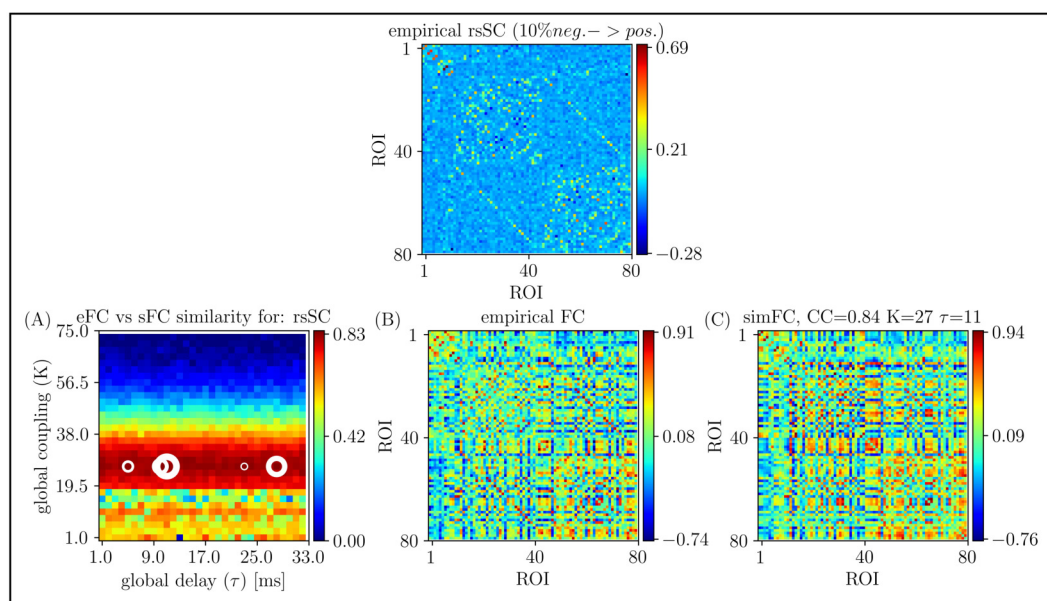 empirical rsSC (10%neg.− > pos.)
1
40
80
ROI
1
40
80
ROI
0.69
0.21
−0.28
(A)
eFC vs sFC similarity for: rsSC
75.0
56.5
38.0
19.5
1.0
global coupling (K)
1.0 9.0 17.0 25.0 33.0
global delay (τ) [ms]
0.83
0.42
0.00
(B)
empirical FC
1
40
80
ROI
1
40
80
ROI
0.91
0.08
−0.74
(C)
simFC, CC=0.84 K=27 τ=11
1
40
80
1
40
80
ROI
0.94
0.09
−0.76